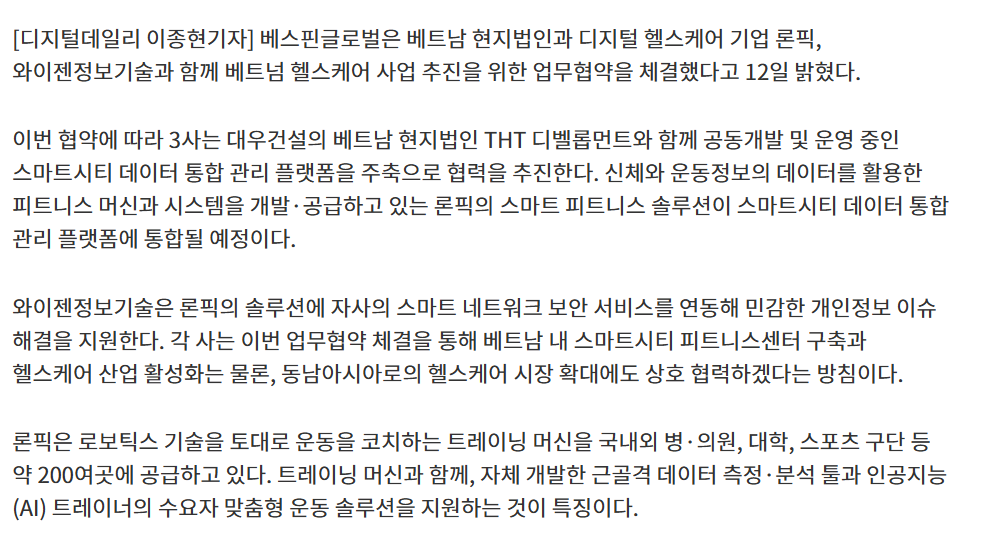 [디지털데일리 이종현기자] 베스핀글로벌은 베트남 현지법인과 디지털 헬스케어 기업 론픽,
와이젠정보기술과 함께 베트넘 헬스케어 사업 추진을 위한 업무협약을 체결했다고 12일 밝혔다.
이번 협약에 따라 3사는 대우건설의 베트남 현지법인 THT 디벨롭먼트와 함께 공동개발 및 운영 중인
스마트시티 데이터 통합 관리 플랫폼을 주축으로 협력을 추진한다. 신체와 운동정보의 데이터를 활용한
피트니스 머신과 시스템을 개발·공급하고 있는 론픽의 스마트 피트니스 솔루션이 스마트시티 데이터 통합
관리 플랫폼에 통합될 예정이다.
와이젠정보기술은 론픽의 솔루션에 자사의 스마트 네트워크 보안 서비스를 연동해 민감한 개인정보 이슈
해결을 지원한다. 각 사는 이번 업무협약 체결을 통해 베트남 내 스마트시티 피트니스센터 구축과
헬스케어 산업 활성화는 물론, 동남아시아로의 헬스케어 시장 확대에도 상호 협력하겠다는 방침이다.
론픽은 로보틱스 기술을 토대로 운동을 코치하는 트레이닝 머신을 국내외 병·의원, 대학, 스포츠 구단 등
약 200여곳에 공급하고 있다. 트레이닝 머신과 함께, 자체 개발한 근골격 데이터 측정·분석 툴과 인공지능
(AI) 트레이너의 수요자 맞춤형 운동 솔루션을 지원하는 것이 특징이다.